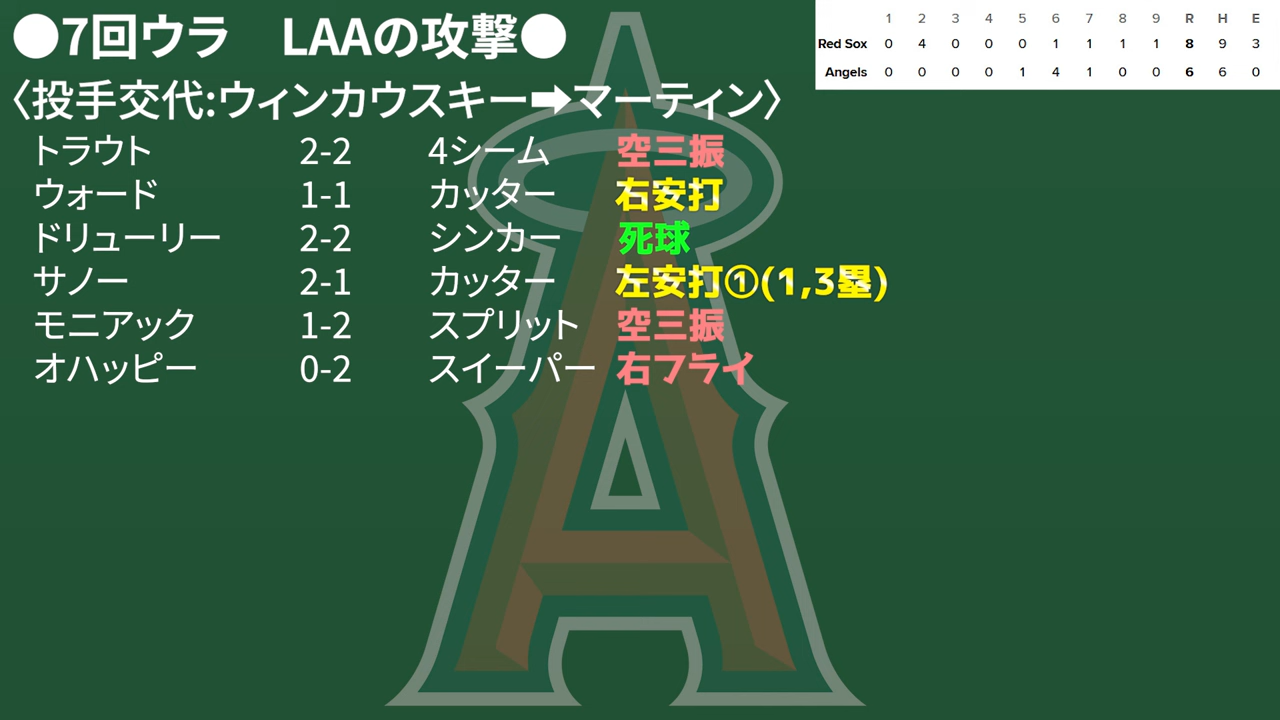 ●7回ウラ　LAAの攻撃●
〈投手交代:ウィンカウスキー➡マーティン〉
トラウト 2-2 4シーム 空三振
ウォード 1-1 カッター 右安打
ドリューリー 2-2 シンカー 死球
サノー 2-1 カッター 左安打①(1,3塁)
モニアック 1-2 スプリット 空三振
オハッピー 0-2 スイーパー 右フライ
1 2 3 4 5 6 7 8 9 R H E
Red Sox 0 4 0 0 0 1 1 1 1 8 9 3
Angels 0 0 0 0 1 4 1 0 0 6 6 0